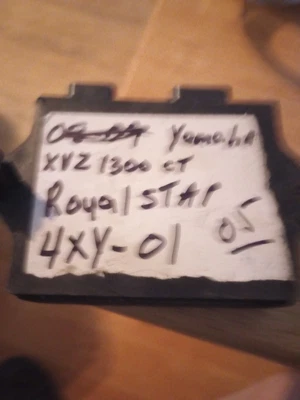 Yamaha
XVZ 1300 CT
Royal STAR
4XY-01
05